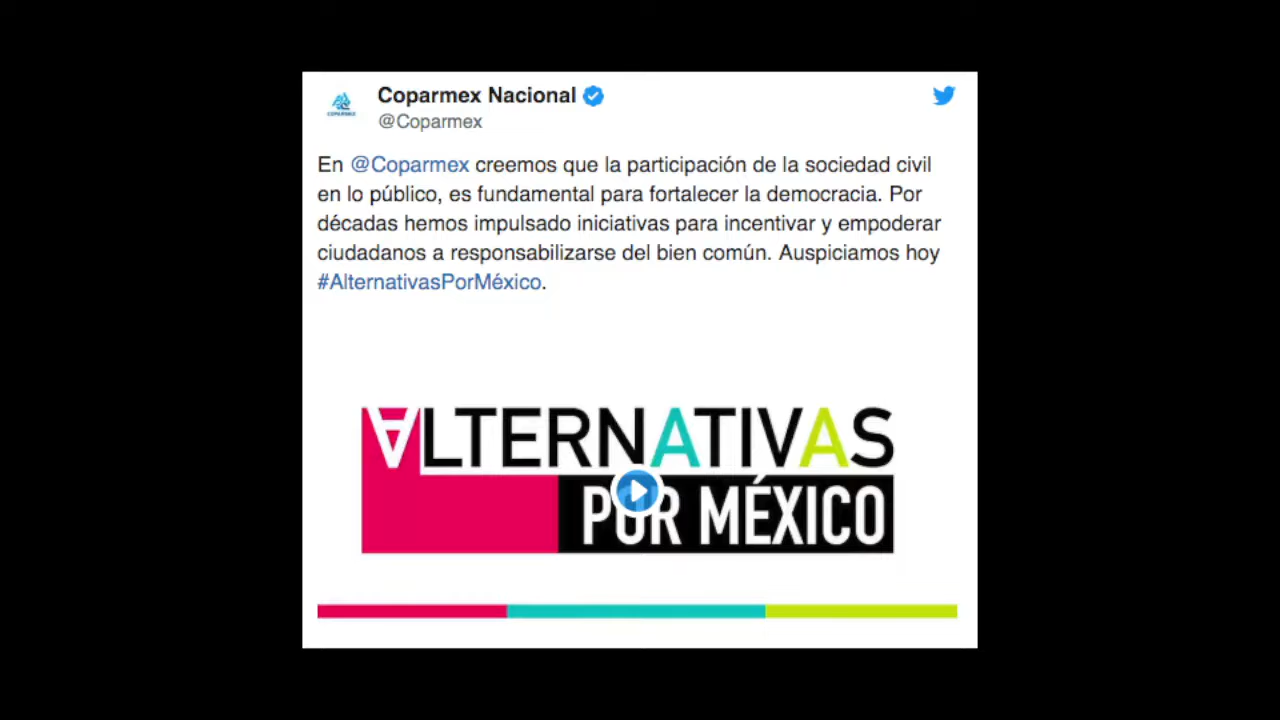 Coparmex Nacional
@Coparmex
COPARMEX
En @Coparmex creemos que la participación de la sociedad civil
en lo público, es fundamental para fortalecer la democracia. Por
décadas hemos impulsado iniciativas para incentivar y empoderar
ciudadanos a responsabilizarse del bien común. Auspiciamos hoy
#AlternativasPorMéxico.
ALTERNATIVAS
POR MÉXICO